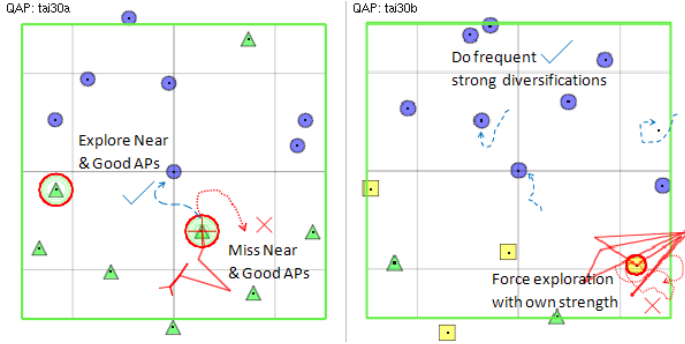 QAP: tai30a
Explore Near
& Good APs
Miss Near
& Good APs
QAP: tai30b
Do frequent
strong diversifications
Force exploration
with own strength